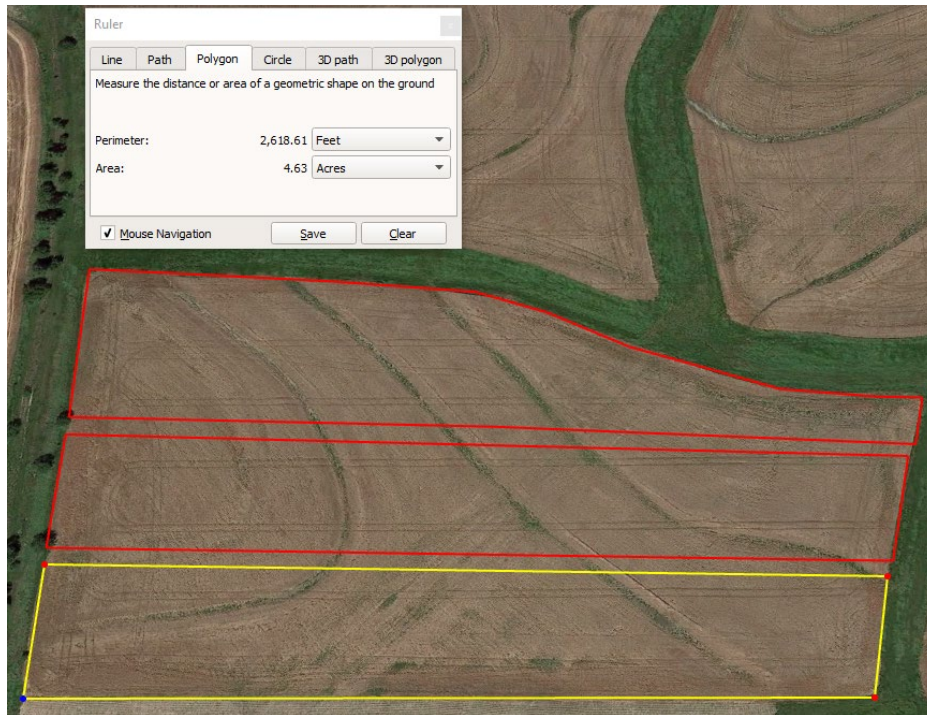 Ruler
Line Path Polygon Circle 3D path 3D polygon
Measure the distance or area of a geometric shape on the ground
Perimeter: 2,618.61 Feet
Area: 4.63 Acres
Mouse Navigation Save Clear